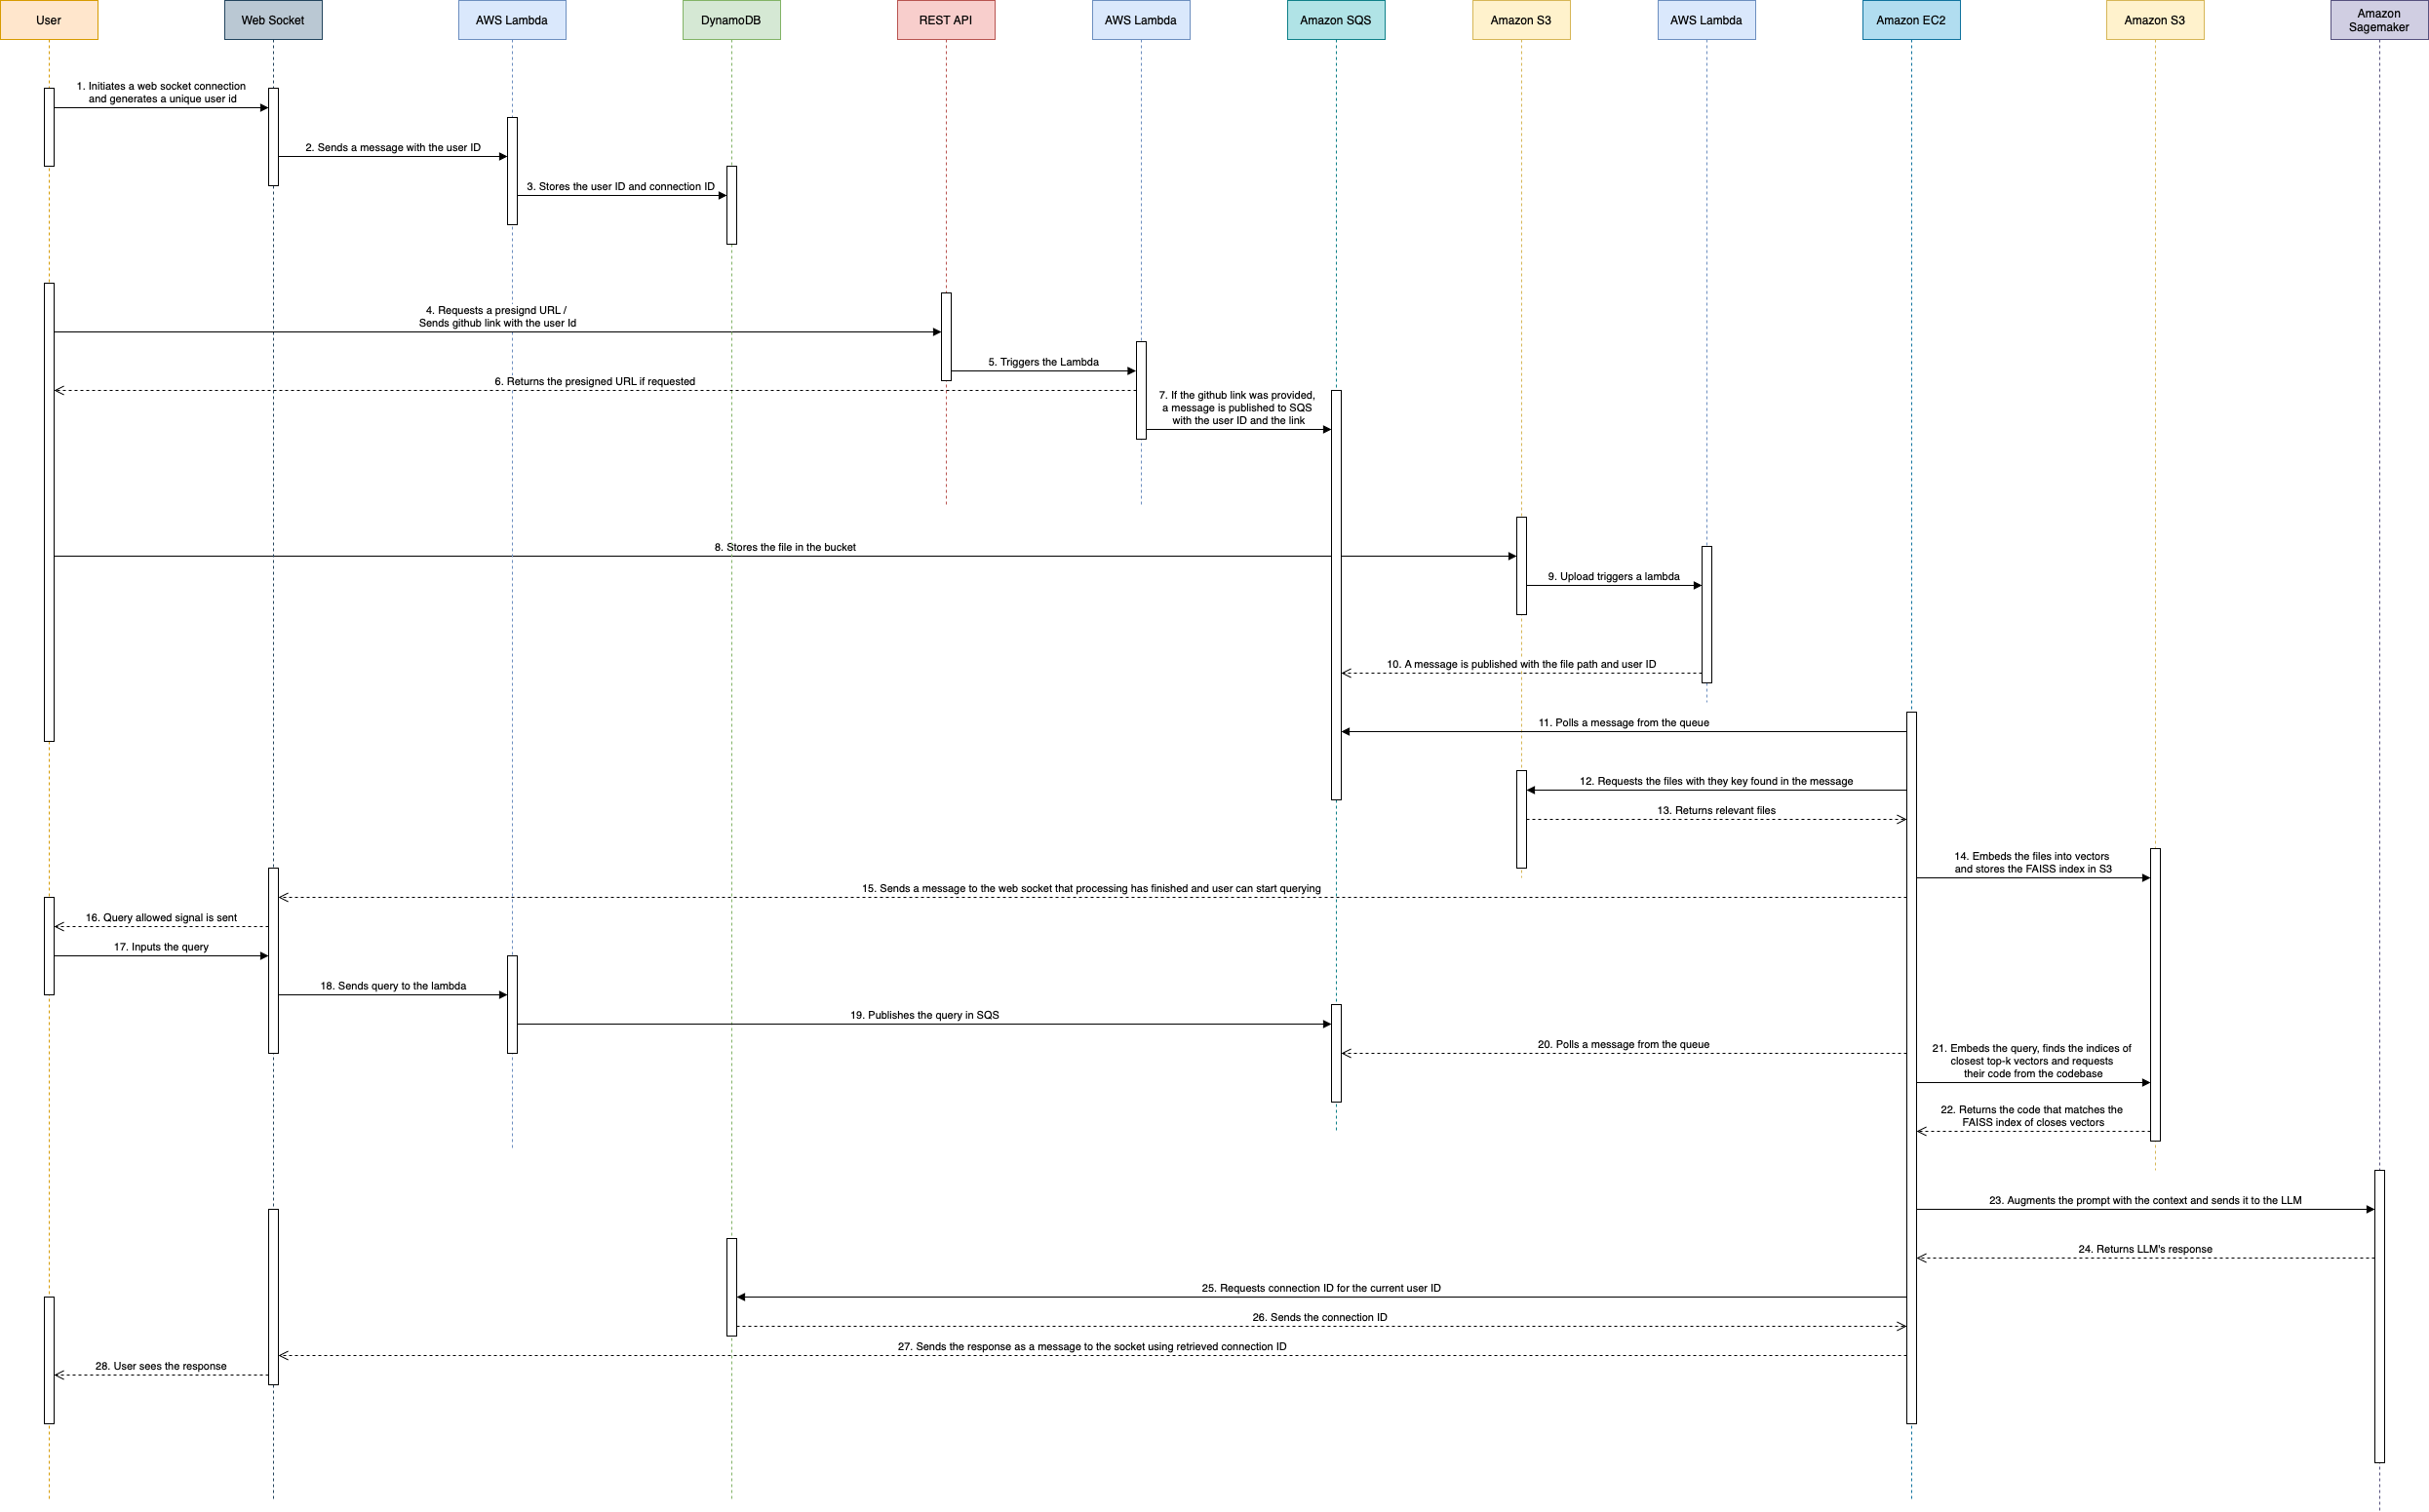 User
Web Socket
AWS Lambda
DynamoDB
REST API
AWS Lambda
Amazon SQS
Amazon S3
AWS Lambda
Amazon EC2
Amazon S3
Amazon
Sagemaker
1. Initiates a web socket connection
and generates a unique user id
2. Sends a message with the user ID
3. Stores the user ID and connection ID
4. Requests a presignd URL /
Sends github link with the user Id
5. Triggers the Lambda
6. Returns the presigned URL if requested
7. If the github link was provided,
a message is published to SQS
with the user ID and the link
8. Stores the file in the bucket
9. Upload triggers a lambda
10. A message is published with the file path and user ID
11. Polls a message from the queue
12. Requests the files with they key found in the message
13. Returns relevant files
14. Embeds the files into vectors
and stores the FAISS index in S3
15. Sends a message to the web socket that processing has finished and user can start querying
16. Query allowed signal is sent
17. Inputs the query
18. Sends query to the lambda
19. Publishes the query in SQS
20. Polls a message from the queue
21. Embeds the query, finds the indices of
closest top-k vectors and requests
their code from the codebase
22. Returns the code that matches the
FAISS index of closes vectors
23. Augments the prompt with the context and sends it to the LLM
24. Returns LLM's response
25. Requests connection ID for the current user ID
26. Sends the connection ID
27. Sends the response as a message to the socket using retrieved connection ID
28. User sees the response